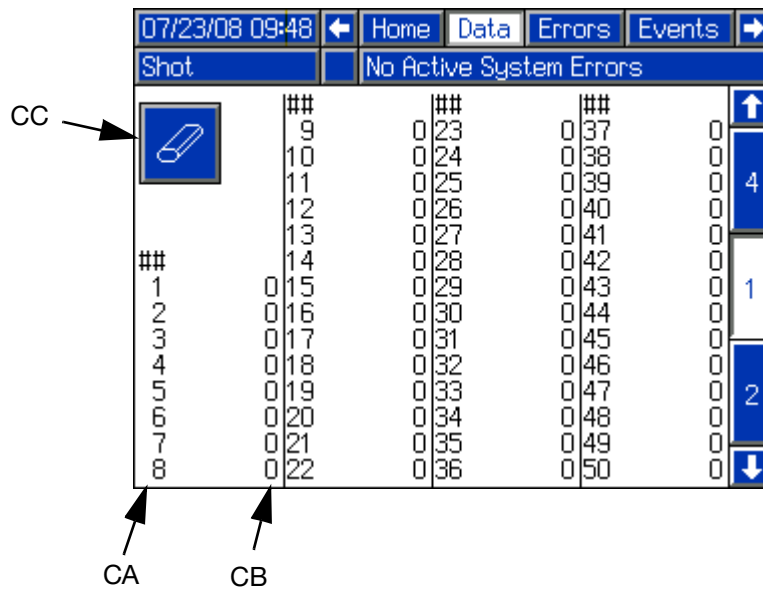 07/23/08 09:48 Home Data Errors Events
Shot No Active System Errors
## ## ##
CC
9 0 23 0 37 0
10 0 24 0 38 0
11 0 25 0 39 0 4
12 0 26 0 40 0
13 0 27 0 41 0
## 14 0 28 0 42 0
1 0 15 0 29 0 43 0 1
2 0 16 0 30 0 44 0
3 0 17 0 31 0 45 0
4 0 18 0 32 0 46 0
5 0 19 0 33 0 47 0 2
6 0 20 0 34 0 48 0
7 0 21 0 35 0 49 0
8 0 22 0 36 0 50 0
CA CB